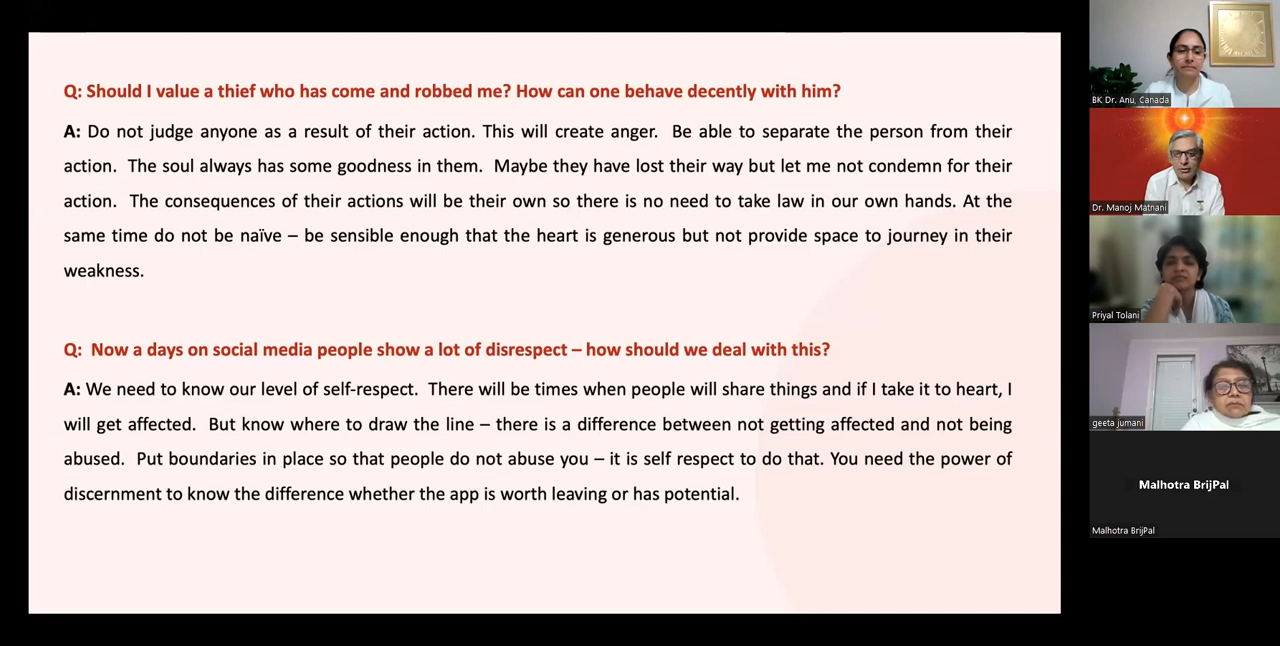 Q: Should I value a thief who has come and robbed me? How can one behave decently with him?
A: Do not judge anyone as a result of their action. This will create anger. Be able to separate the person from their
action. The soul always has some goodness in them. Maybe they have lost their way but let me not condemn for their
action. The consequences of their actions will be their own so there is no need to take law in our own hands. At the
same time do not be naïve – be sensible enough that the heart is generous but not provide space to journey in their
weakness.
Q: Now a days on social media people show a lot of disrespect – how should we deal with this?
A: We need to know our level of self-respect. There will be times when people will share things and if I take it to heart, I
will get affected. But know where to draw the line – there is a difference between not getting affected and not being
abused. Put boundaries in place so that people do not abuse you – it is self respect to do that. You need the power of
discernment to know the difference whether the app is worth leaving or has potential.
BK Dr. Anu, Canada
Dr. Manoj Matnani
Priyal Tolani
geeta jumani
Malhotra BrijPal
Malhotra BrijPal